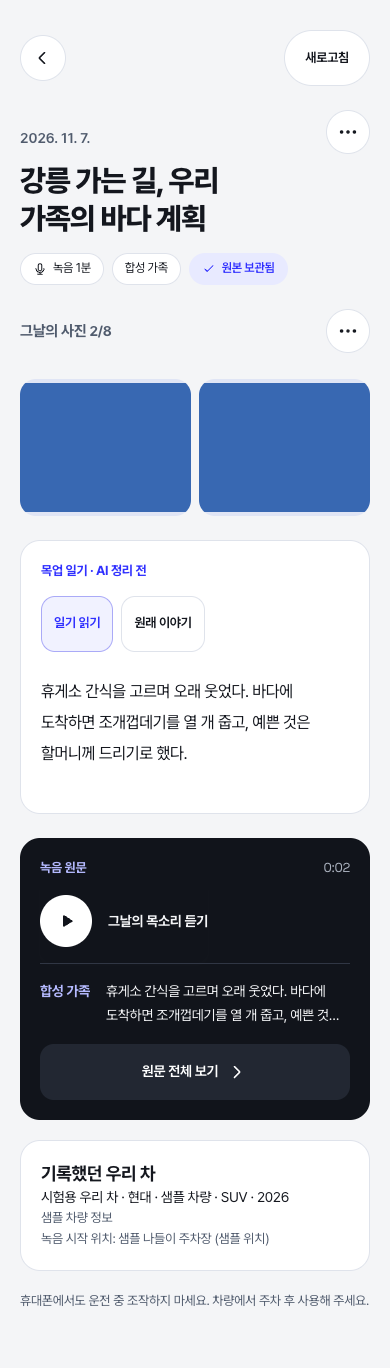 새로고침
2026. 11. 7.
강릉 가는 길, 우리
가족의 바다 계획
녹음 1분
합성 가족
원본 보관됨
그날의 사진 2/8
목업 일기 · AI 정리 전
일기 읽기
원래 이야기
휴게소 간식을 고르며 오래 웃었다. 바다에
도착하면 조개껍데기를 열 개 줍고, 예쁜 것은
할머니께 드리기로 했다.
녹음 원문
0:02
그날의 목소리 듣기
합성 가족
휴게소 간식을 고르며 오래 웃었다. 바다에
도착하면 조개껍데기를 열 개 줍고, 예쁜 것...
원문 전체 보기
기록했던 우리 차
시험용 우리 차 · 현대 · 샘플 차량 · SUV · 2026
샘플 차량 정보
녹음 시작 위치: 샘플 나들이 주차장 (샘플 위치)
휴대폰에서도 운전 중 조작하지 마세요. 차량에서 주차 후 사용해 주세요.